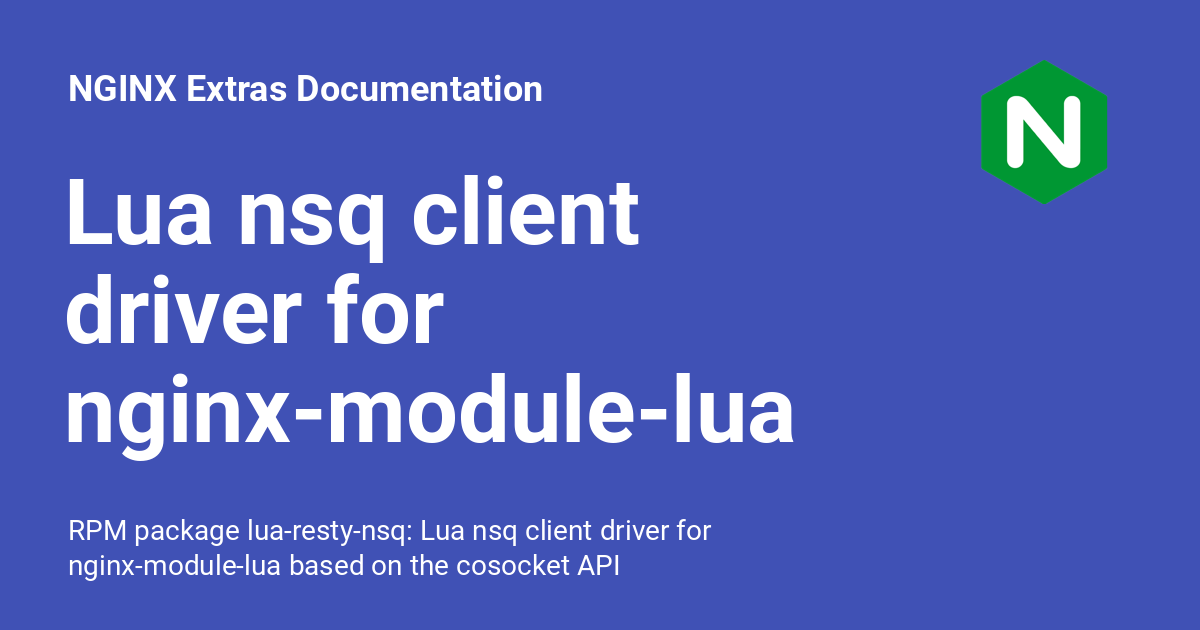 NGINX Extras Documentation
N
Lua nsq client
driver for
nginx-module-lua
RPM package lua-resty-nsq: Lua nsq client driver for
nginx-module-lua based on the cosocket API